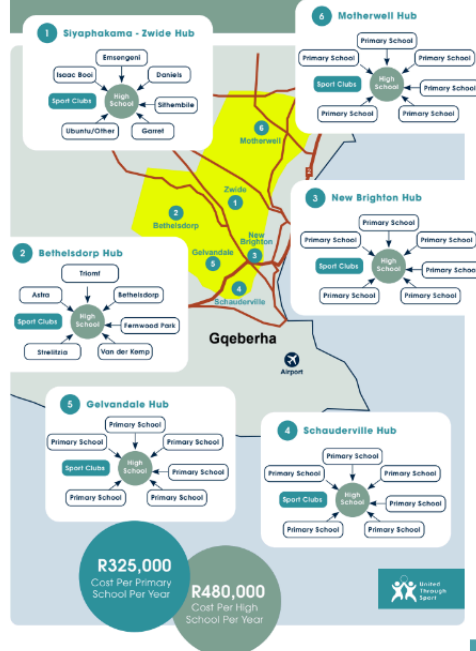 1 Siyaphakama - Zwide Hub
Emsengeni
Isaac Booi
Daniels
Sport Clubs
High
School
Sithembile
Ubuntu/Other
Garret
6 Motherwell Hub
Primary School
Primary School
Primary School
Sport Clubs
High
School
Primary School
Primary School
Primary School
6
Motherwell
Zwide
1
2
Bethelsdorp
New
Brighton
3
Gelvandale
5
4
Schauderville
Gqeberha
Airport
3 New Brighton Hub
Primary School
Primary School
Primary School
Sport Clubs
High
School
Primary School
Primary School
Primary School
2 Bethelsdorp Hub
Triomf
Astra
Bethelsdorp
Sport Clubs
High
School
Fernwood Park
Strelitzia
Van der Kemp
5 Gelvandale Hub
Primary School
Primary School
Primary School
Sport Clubs
High
School
Primary School
Primary School
Primary School
4 Schauderville Hub
Primary School
Primary School
Primary School
Sport Clubs
High
School
Primary School
Primary School
Primary School
R325,000
Cost Per Primary
School Per Year
R480,000
Cost Per High
School Per Year
United
Through
Sport